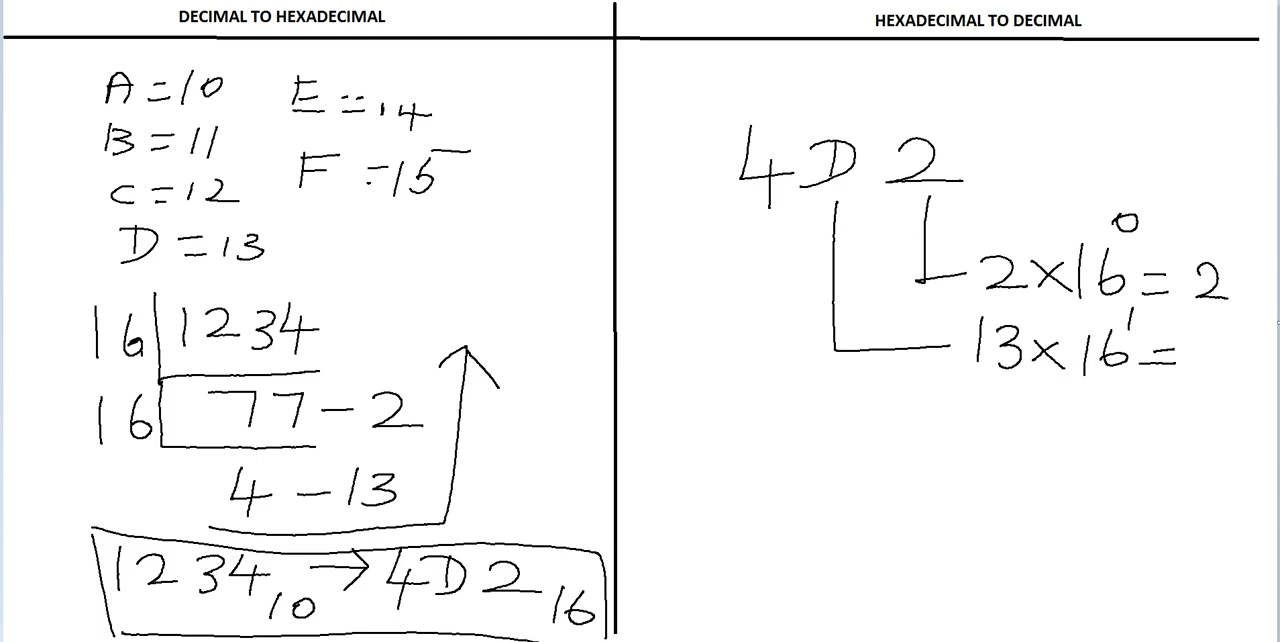 DECIMAL TO HEXADECIMAL
A = 10
B = 11
C = 12
D = 13
E = 14
F = 15
16 1234
16 77 - 2
4 - 13
1234₁₀ → 4D2₁₆
HEXADECIMAL TO DECIMAL
4D2
2×16⁰ = 2
13×16¹ =